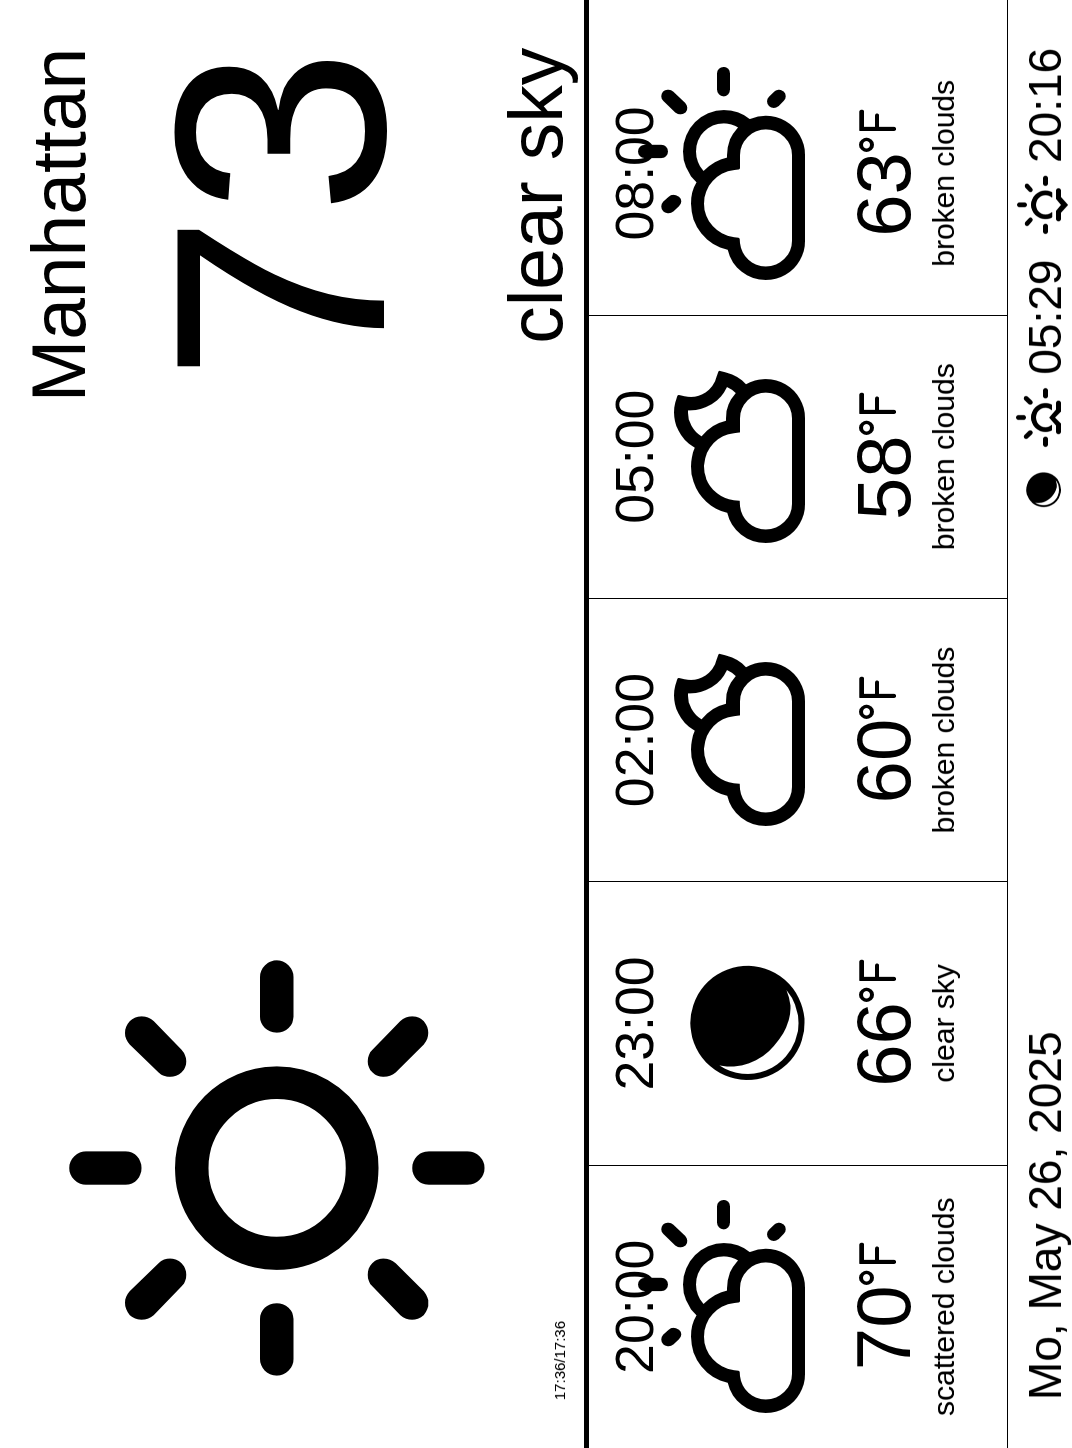 Manhattan
73
clear sky
17:36/17:36
20:00
70°F
scattered clouds
23:00
66°F
clear sky
02:00
60°F
broken clouds
05:00
58°F
broken clouds
08:00
63°F
broken clouds
Mo, May 26, 2025
05:29
20:16